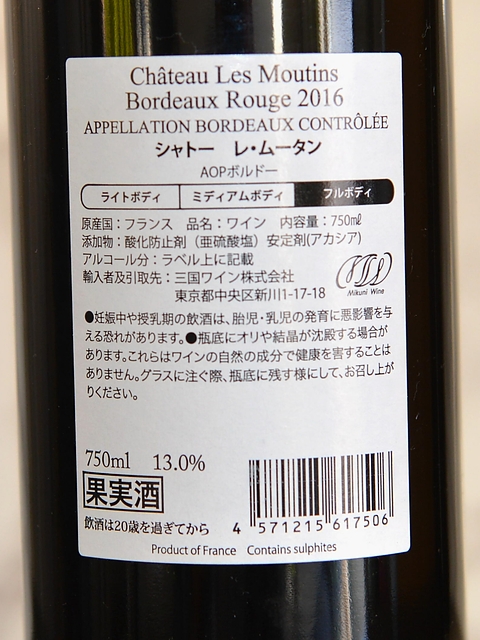 Château Les Moutins
Bordeaux Rouge 2016
APPELLATION BORDEAUX CONTRÔLÉE
シャトー レ・ムータン
AOPボルドー
ライトボディ ミディアムボディ フルボディ
原産国：フランス 品名：ワイン 内容量：750㎖
添加物：酸化防止剤（亜硫酸塩）安定剤(アカシア)
アルコール分：ラベル上に記載
輸入者及引取先：三国ワイン株式会社
東京都中央区新川1-17-18
Mikuni Wine
●妊娠中や授乳期の飲酒は、胎児・乳児の発育に悪影響を与
える恐れがあります。●瓶底にオリや結晶が沈殿する場合が
あります。これらはワインの自然の成分で健康を害することは
ありません。グラスに注ぐ際、瓶底に残す様にして、お召し上が
りください。
750ml 13.0%
果実酒
飲酒は20歳を過ぎてから
4 571215 617506
Product of France Contains sulphites